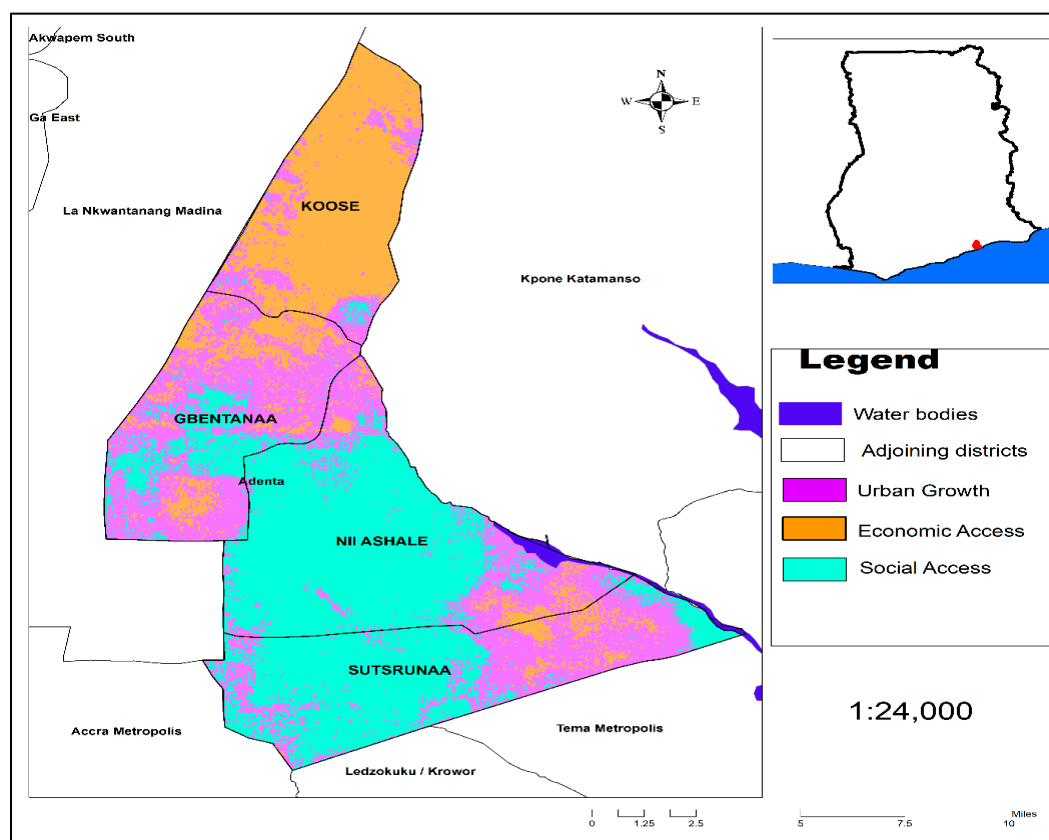 Akwapem South
Ga East
N
W E
S
La Nkwantanang Madina
KOOSE
Kpone Katamanso
GBENTANAA
Adenta
NII ASHALE
SUTSRUNAA
Accra Metropolis
Tema Metropolis
Ledzokuku / Krowor
Legend
Water bodies
Adjoining districts
Urban Growth
Economic Access
Social Access
1:24,000
Miles
0 1.25 2.5 5 7.5 10